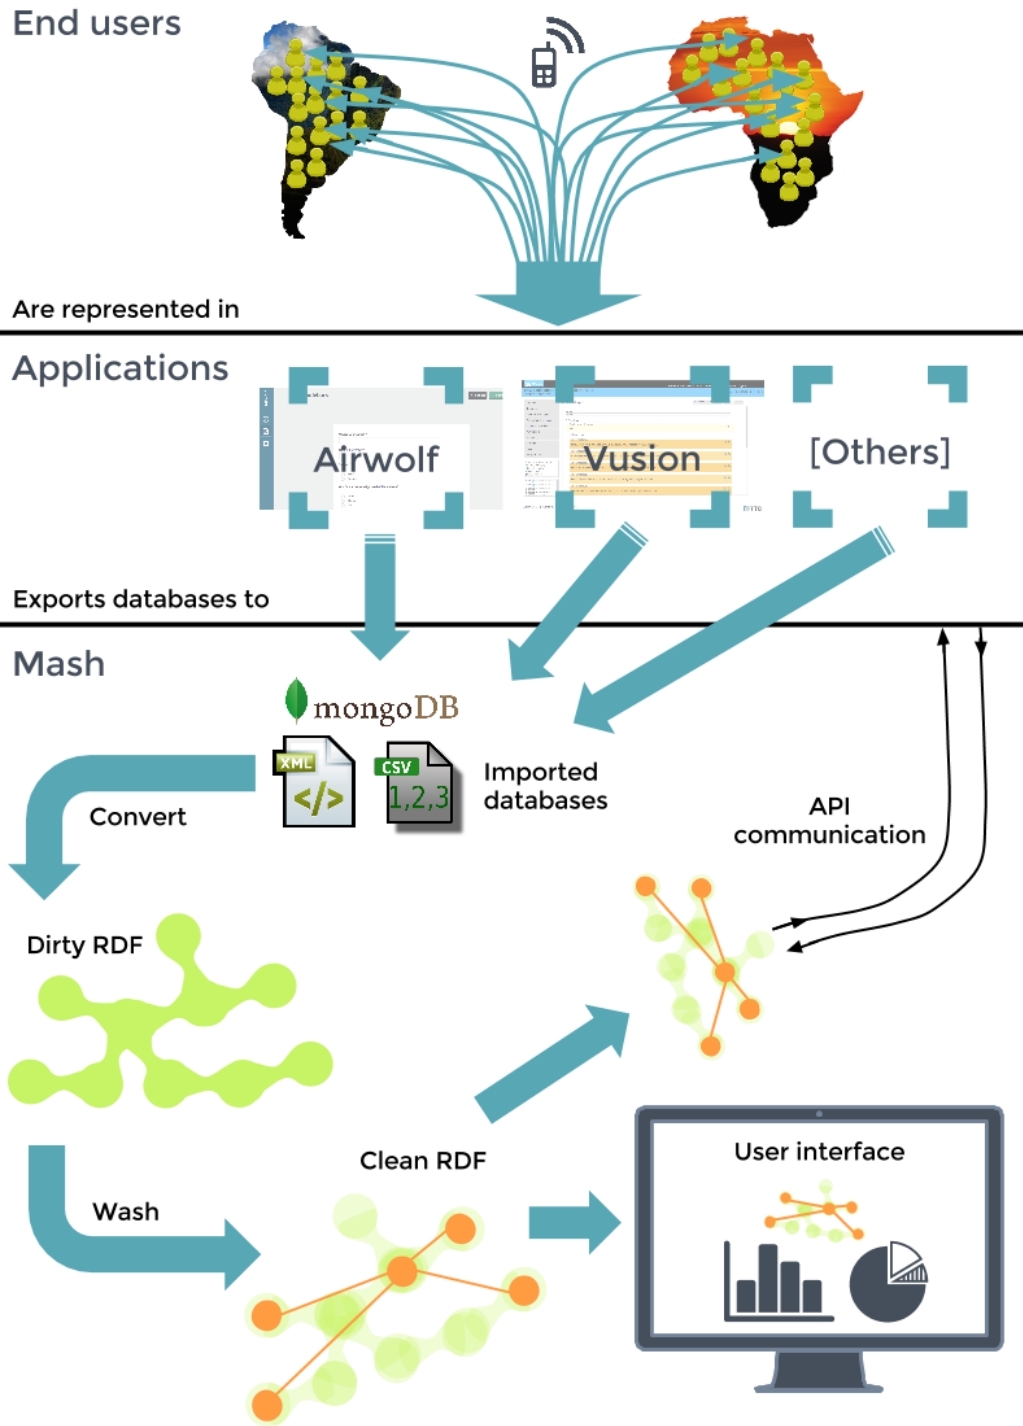 End users
Are represented in
Applications
Airwolf
Vusion
[Others]
Exports databases to
Mash
mongoDB
XML
</>
CSV
1,2,3
Imported
databases
Convert
API
communication
Dirty RDF
Clean RDF
User interface
Wash